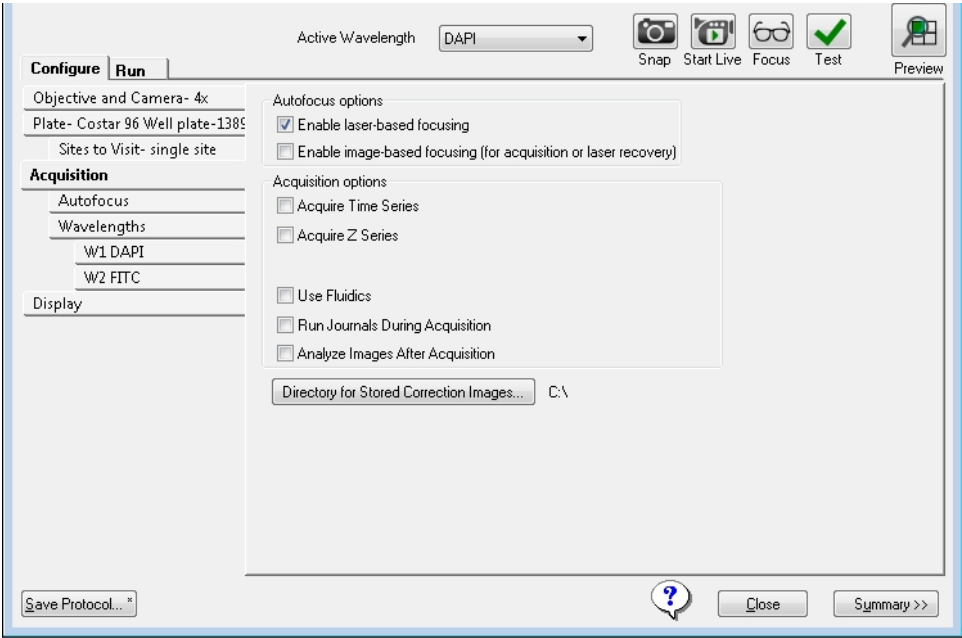 Active Wavelength DAPI
Snap Start Live Focus Test Preview
Configure Run
Objective and Camera- 4x
Plate- Costar 96 Well plate-1389
Sites to Visit- single site
Acquisition
Autofocus
Wavelengths
W1 DAPI
W2 FITC
Display
Autofocus options
Enable laser-based focusing
Enable image-based focusing (for acquisition or laser recovery)
Acquisition options
Acquire Time Series
Acquire Z Series
Use Fluidics
Run Journals During Acquisition
Analyze Images After Acquisition
Directory for Stored Correction Images... C:\
Save Protocol... * ? Close Summary >>